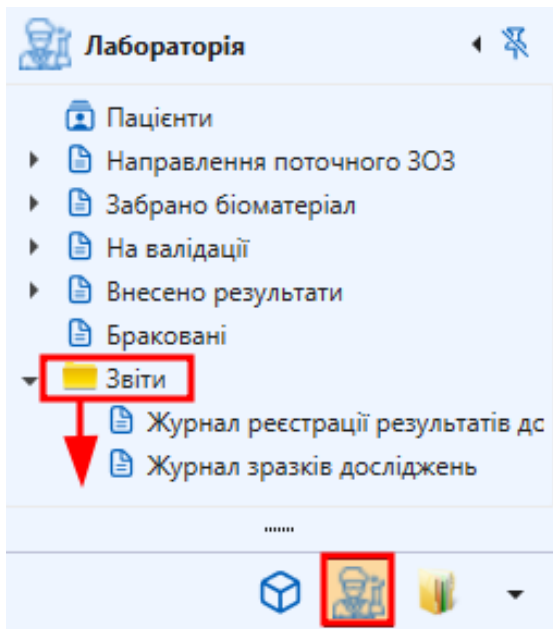 Лабораторія
Пацієнти
Направлення поточного ЗОЗ
Забрано біоматеріал
На валідації
Внесено результати
Браковані
Звіти
Журнал реєстрації результатів дс
Журнал зразків досліджень